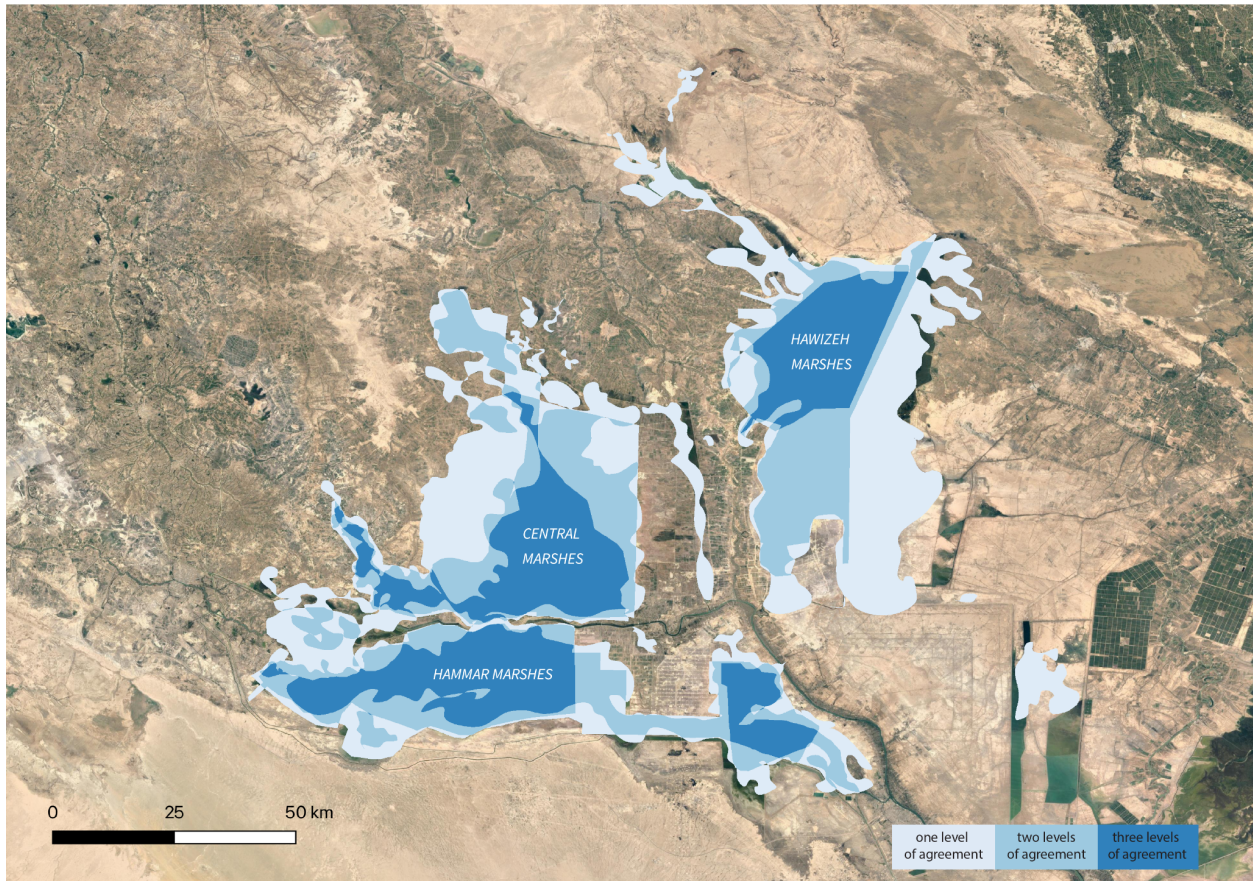 HAWIZEH
MARSHES
CENTRAL
MARSHES
HAMMAR MARSHES
0 25 50 km
one level
of agreement
two levels
of agreement
three levels
of agreement